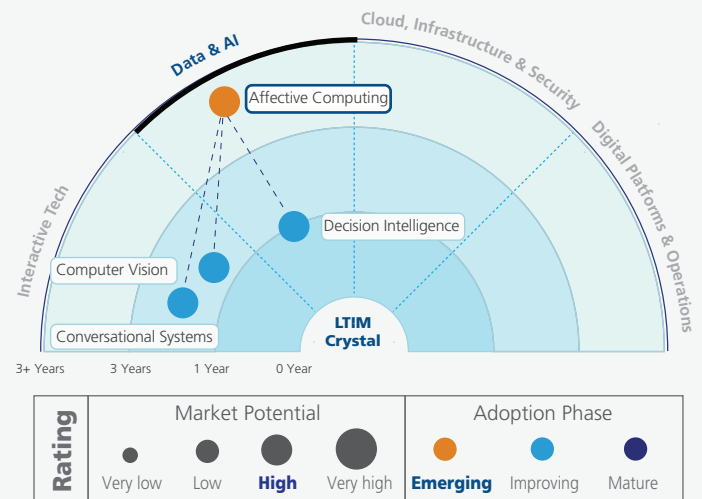 Cloud, Infrastructure & Security
Data & AI
Affective Computing
Digital Platforms & Operations
Interactive Tech
Decision Intelligence
Computer Vision
Conversational Systems
LTIM
Crystal
3+ Years
3 Years
1 Year
0 Year
Rating
Market Potential
Adoption Phase
Very low
Low
High
Very high
Emerging
Improving
Mature